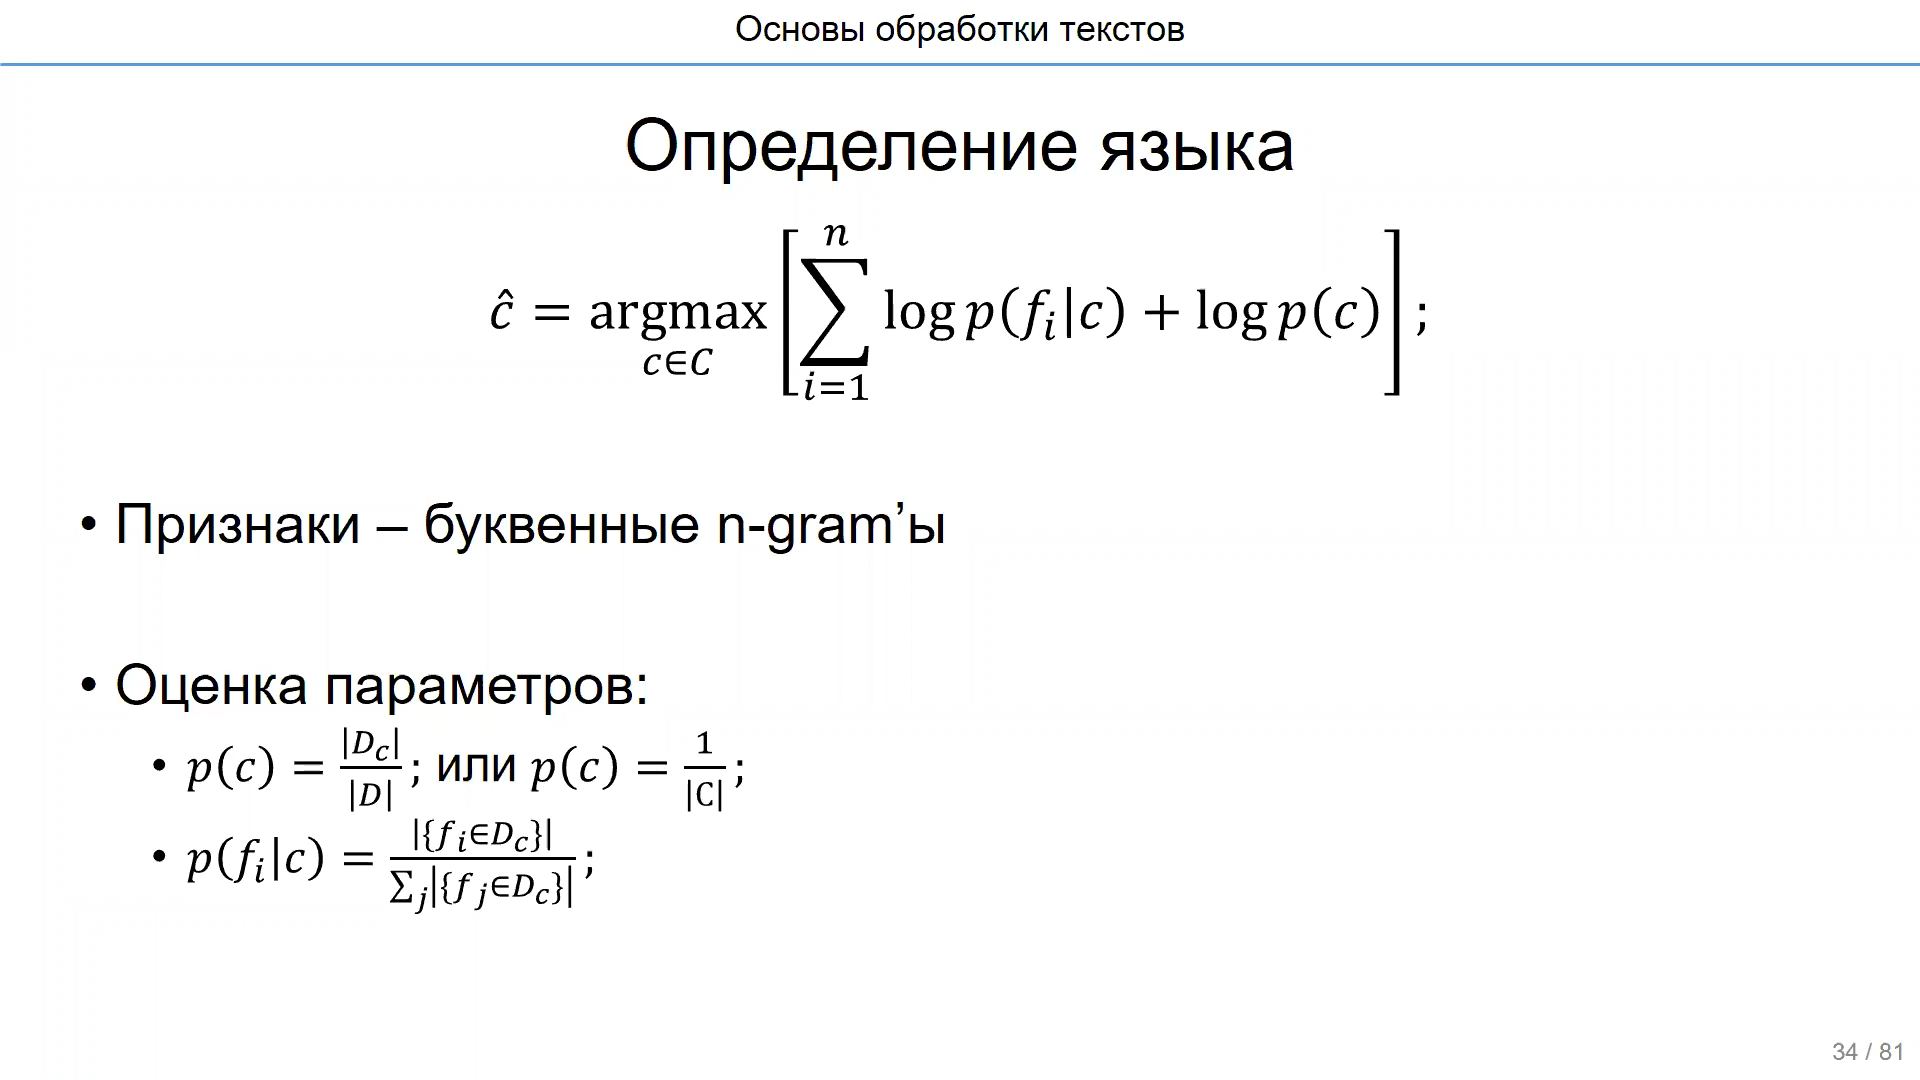 Основы обработки текстов
Определение языка
ĉ = argmax_{c∈C} [∑_{i=1}^{n} log p(f_i|c) + log p(c)] ;
• Признаки – буквенные n-gram’ы
• Оценка параметров:
• p(c) = |D_c| / |D| ; или p(c) = 1 / |C| ;
• p(f_i|c) = |{f_i∈D_c}| / ∑_j|{f_j∈D_c}| ;
34 / 81